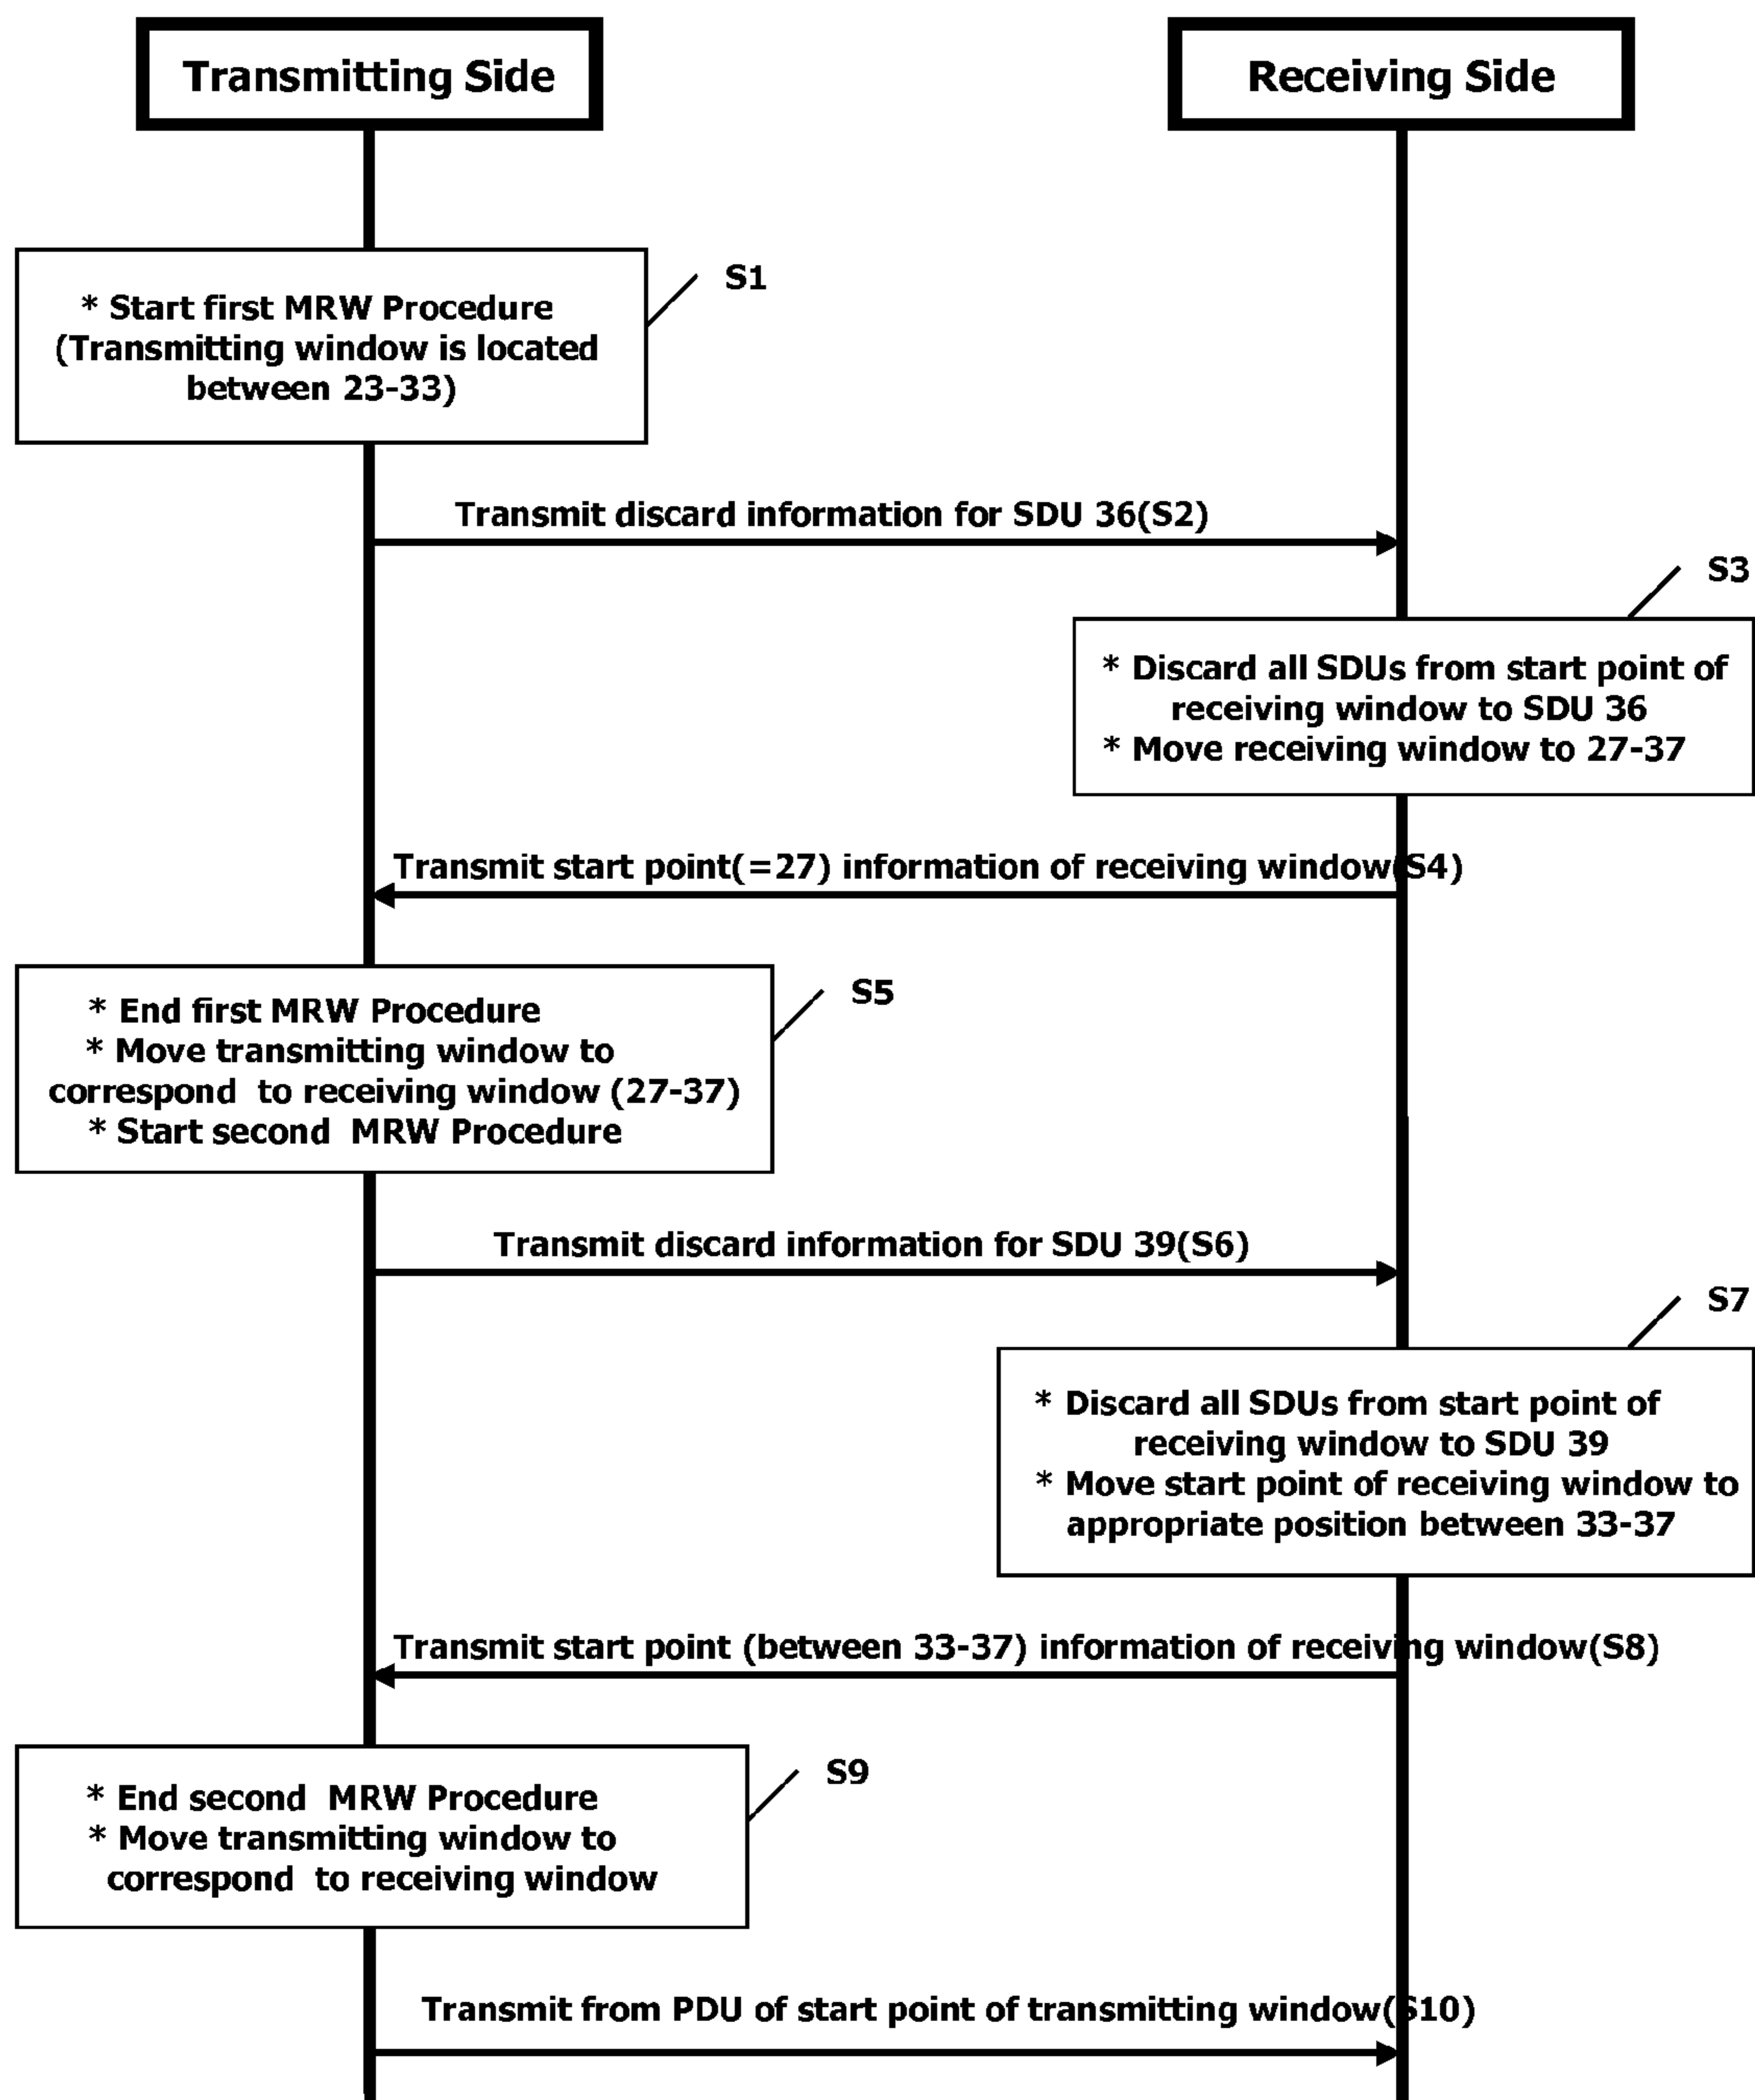 Transmitting Side
Receiving Side
* Start first MRW Procedure
(Transmitting window is located
between 23-33)
S1
Transmit discard information for SDU 36(S2)
S3
* Discard all SDUs from start point of
receiving window to SDU 36
* Move receiving window to 27-37
Transmit start point(=27) information of receiving window(S4)
* End first MRW Procedure
* Move transmitting window to
correspond to receiving window (27-37)
* Start second MRW Procedure
S5
Transmit discard information for SDU 39(S6)
S7
* Discard all SDUs from start point of
receiving window to SDU 39
* Move start point of receiving window to
appropriate position between 33-37
Transmit start point (between 33-37) information of receiving window(S8)
* End second MRW Procedure
* Move transmitting window to
correspond to receiving window
S9
Transmit from PDU of start point of transmitting window(S10)